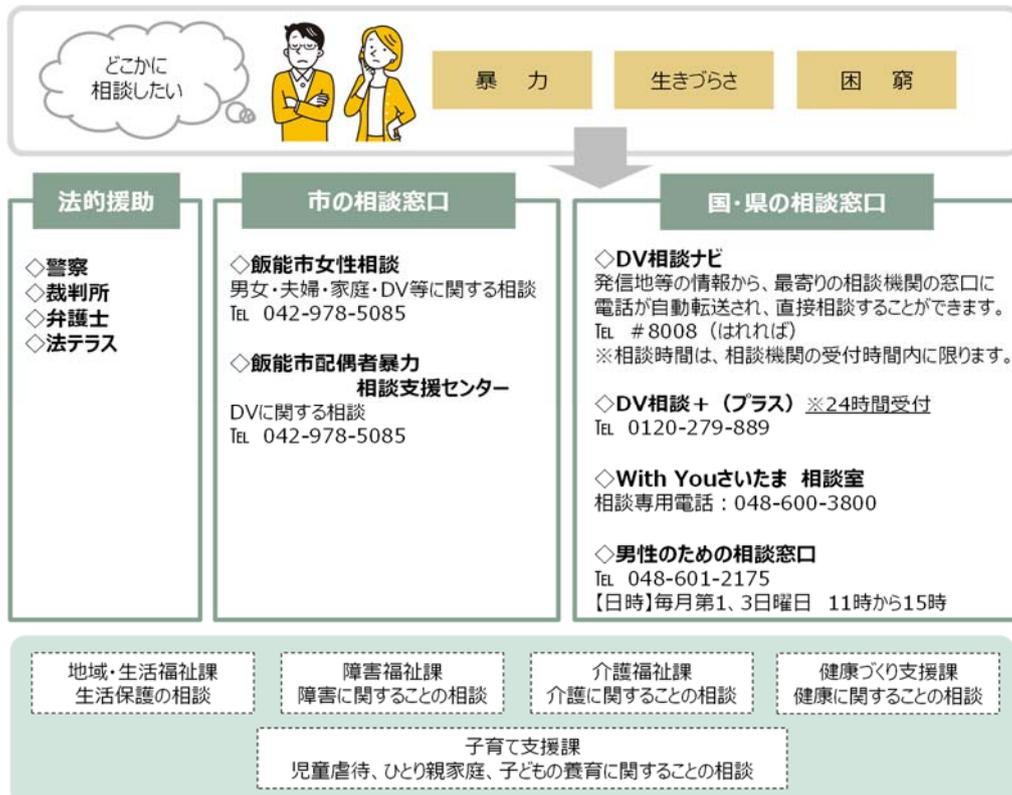 どこかに
相談したい
暴　力
生きづらさ
困　窮
法的援助
◇警察
◇裁判所
◇弁護士
◇法テラス
市の相談窓口
◇飯能市女性相談
男女・夫婦・家庭・DV等に関する相談
℡ 042-978-5085
◇飯能市配偶者暴力
相談支援センター
DVに関する相談
℡ 042-978-5085
国・県の相談窓口
◇DV相談ナビ
発信地等の情報から、最寄りの相談機関の窓口に
電話が自動転送され、直接相談することができます。
℡ #8008（はれれば）
※相談時間は、相談機関の受付時間内に限ります。
◇DV相談+（プラス）※24時間受付
℡ 0120-279-889
◇With Youさいたま 相談室
相談専用電話：048-600-3800
◇男性のための相談窓口
℡ 048-601-2175
【日時】毎月第1、3日曜日 11時から15時
地域・生活福祉課
生活保護の相談
障害福祉課
障害に関することの相談
介護福祉課
介護に関することの相談
健康づくり支援課
健康に関することの相談
子育て支援課
児童虐待、ひとり親家庭、子どもの養育に関することの相談